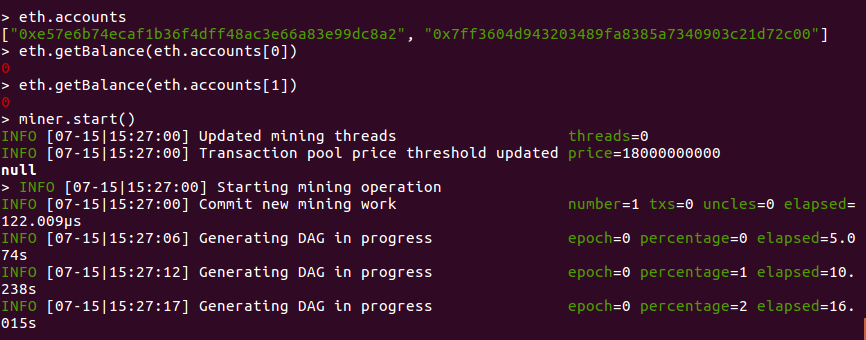 > eth.accounts
["0xe57e6b74ecaf1b36f4dff48ac3e66a83e99dc8a2", "0x7ff3604d943203489fa8385a7340903c21d72c00"]
> eth.getBalance(eth.accounts[0])
0
> eth.getBalance(eth.accounts[1])
0
> miner.start()
INFO [07-15|15:27:00] Updated mining threads threads=0
INFO [07-15|15:27:00] Transaction pool price threshold updated price=18000000000
null
> INFO [07-15|15:27:00] Starting mining operation
INFO [07-15|15:27:00] Commit new mining work number=1 txs=0 uncles=0 elapsed=
122.009µs
INFO [07-15|15:27:06] Generating DAG in progress epoch=0 percentage=0 elapsed=5.0
74s
INFO [07-15|15:27:12] Generating DAG in progress epoch=0 percentage=1 elapsed=10.
238s
INFO [07-15|15:27:17] Generating DAG in progress epoch=0 percentage=2 elapsed=16.
015s